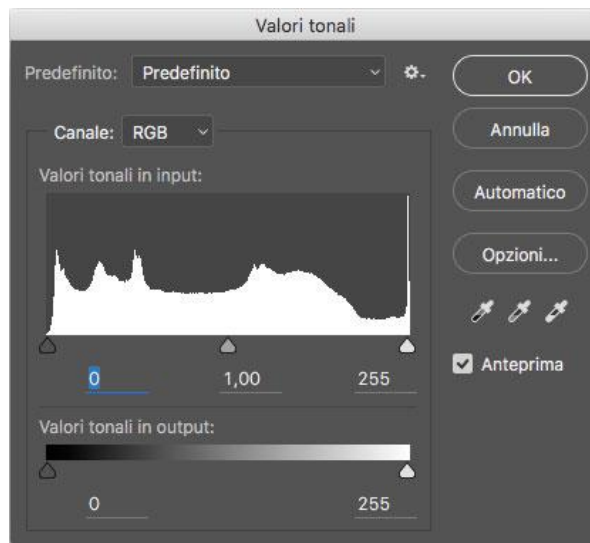 Valori tonali
Predefinito: Predefinito
OK
Canale: RGB
Annulla
Valori tonali in input:
Automatico
Opzioni...
0 1,00 255
Anteprima
Valori tonali in output:
0 255